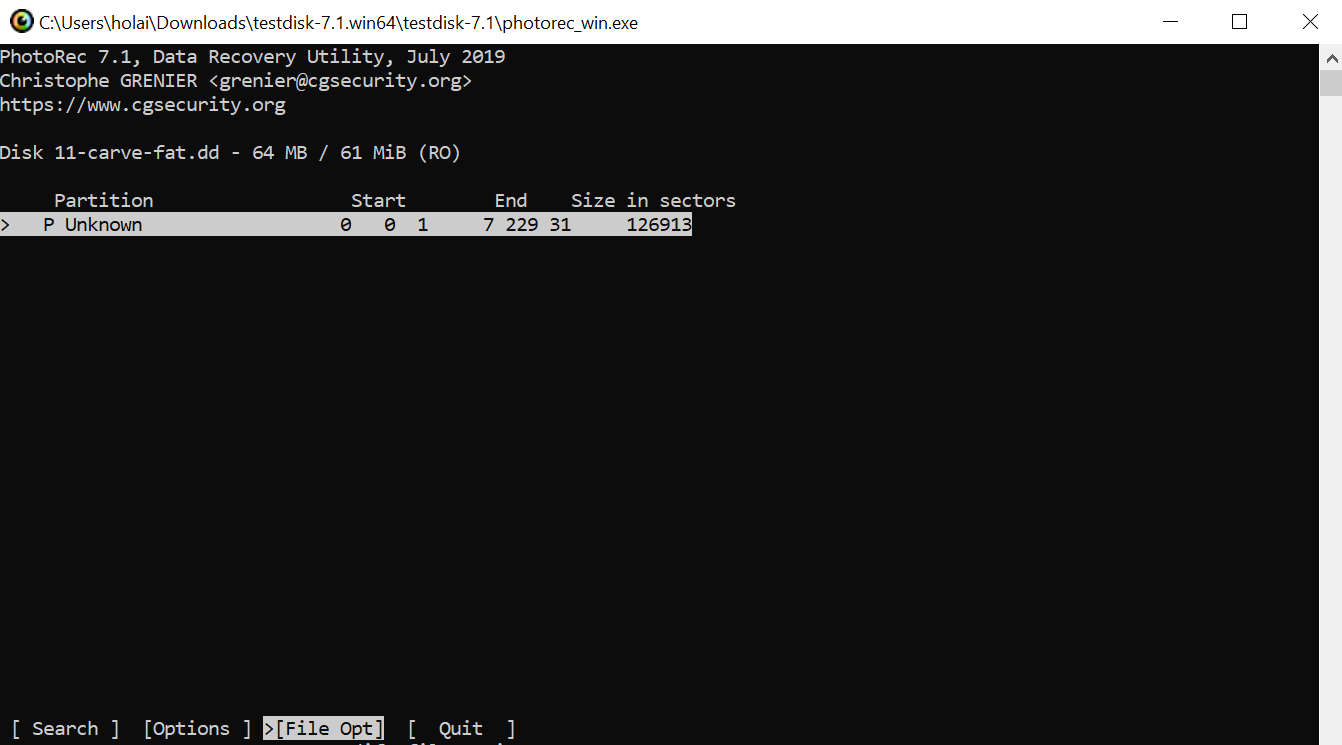 C:\Users\holai\Downloads\testdisk-7.1.win64\testdisk-7.1\photorec_win.exe
PhotoRec 7.1, Data Recovery Utility, July 2019
Christophe GRENIER <grenier@cgsecurity.org>
https://www.cgsecurity.org
Disk 11-carve-fat.dd - 64 MB / 61 MiB (RO)
Partition Start End Size in sectors
> P Unknown 0 0 1 7 229 31 126913
[ Search ] [Options ] >[File Opt] [ Quit ]